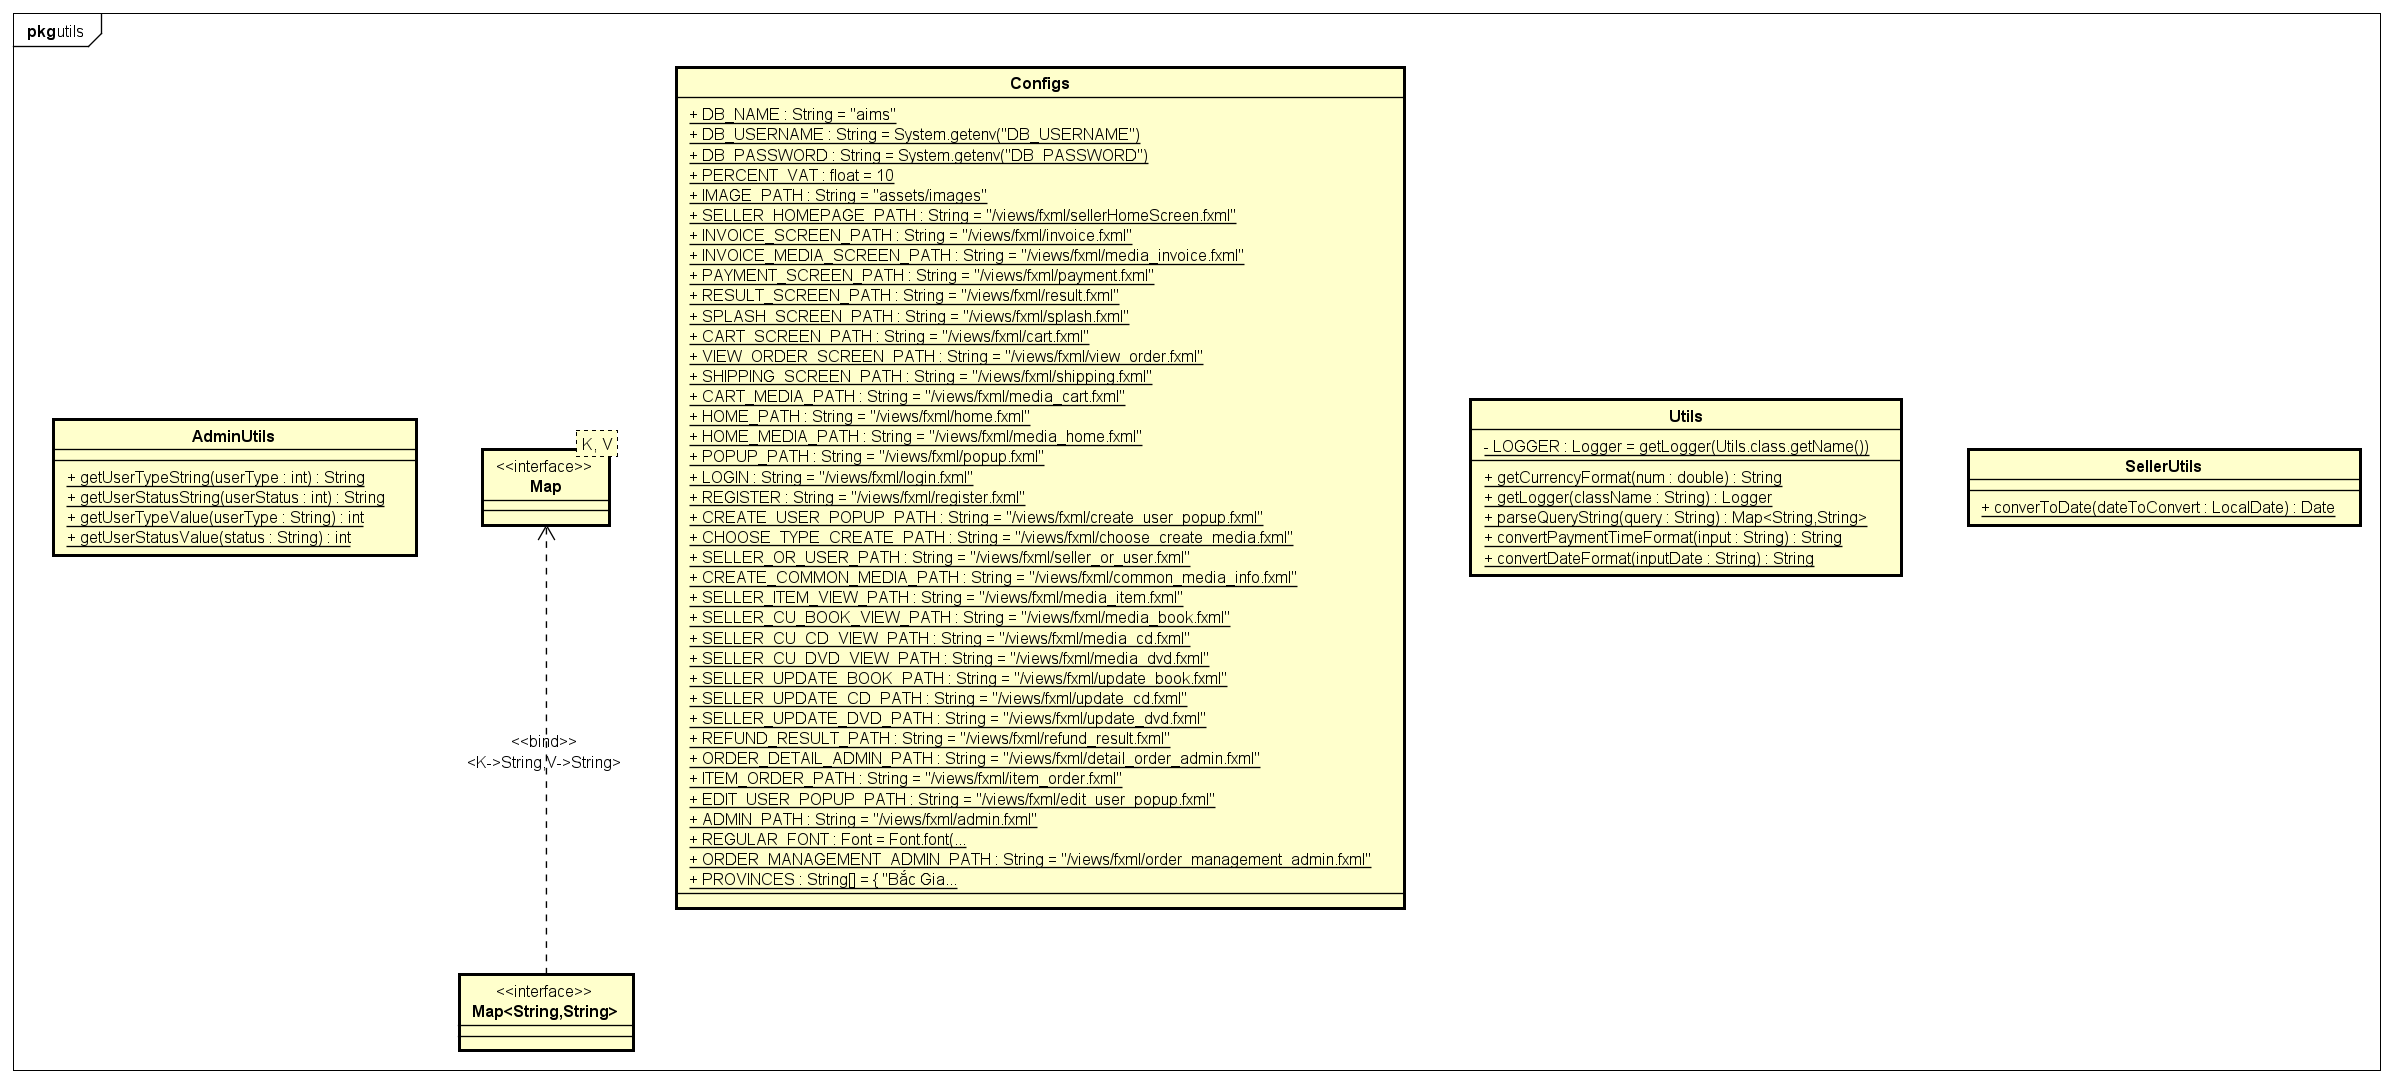 pkg utils
AdminUtils
+ getUserTypeString(userType : int) : String
+ getUserStatusString(userStatus : int) : String
+ getUserTypeValue(userType : String) : int
+ getUserStatusValue(status : String) : int
K, V
<<interface>>
Map
<<bind>>
<K->String,V->String>
<<interface>>
Map<String,String>
Configs
+ DB_NAME : String = "aims"
+ DB_USERNAME : String = System.getenv("DB_USERNAME")
+ DB_PASSWORD : String = System.getenv("DB_PASSWORD")
+ PERCENT_VAT : float = 10
+ IMAGE_PATH : String = "assets/images"
+ SELLER_HOMEPAGE_PATH : String = "/views/fxml/sellerHomeScreen.fxml"
+ INVOICE_SCREEN_PATH : String = "/views/fxml/invoice.fxml"
+ INVOICE_MEDIA_SCREEN_PATH : String = "/views/fxml/media_invoice.fxml"
+ PAYMENT_SCREEN_PATH : String = "/views/fxml/payment.fxml"
+ RESULT_SCREEN_PATH : String = "/views/fxml/result.fxml"
+ SPLASH_SCREEN_PATH : String = "/views/fxml/splash.fxml"
+ CART_SCREEN_PATH : String = "/views/fxml/cart.fxml"
+ VIEW_ORDER_SCREEN_PATH : String = "/views/fxml/view_order.fxml"
+ SHIPPING_SCREEN_PATH : String = "/views/fxml/shipping.fxml"
+ CART_MEDIA_PATH : String = "/views/fxml/media_cart.fxml"
+ HOME_PATH : String = "/views/fxml/home.fxml"
+ HOME_MEDIA_PATH : String = "/views/fxml/media_home.fxml"
+ POPUP_PATH : String = "/views/fxml/popup.fxml"
+ LOGIN : String = "/views/fxml/login.fxml"
+ REGISTER : String = "/views/fxml/register.fxml"
+ CREATE_USER_POPUP_PATH : String = "/views/fxml/create_user_popup.fxml"
+ CHOOSE_TYPE_CREATE_PATH : String = "/views/fxml/choose_create_media.fxml"
+ SELLER_OR_USER_PATH : String = "/views/fxml/seller_or_user.fxml"
+ CREATE_COMMON_MEDIA_PATH : String = "/views/fxml/common_media_info.fxml"
+ SELLER_ITEM_VIEW_PATH : String = "/views/fxml/media_item.fxml"
+ SELLER_CU_BOOK_VIEW_PATH : String = "/views/fxml/media_book.fxml"
+ SELLER_CU_CD_VIEW_PATH : String = "/views/fxml/media_cd.fxml"
+ SELLER_CU_DVD_VIEW_PATH : String = "/views/fxml/media_dvd.fxml"
+ SELLER_UPDATE_BOOK_PATH : String = "/views/fxml/update_book.fxml"
+ SELLER_UPDATE_CD_PATH : String = "/views/fxml/update_cd.fxml"
+ SELLER_UPDATE_DVD_PATH : String = "/views/fxml/update_dvd.fxml"
+ REFUND_RESULT_PATH : String = "/views/fxml/refund_result.fxml"
+ ORDER_DETAIL_ADMIN_PATH : String = "/views/fxml/detail_order_admin.fxml"
+ ITEM_ORDER_PATH : String = "/views/fxml/item_order.fxml"
+ EDIT_USER_POPUP_PATH : String = "/views/fxml/edit_user_popup.fxml"
+ ADMIN_PATH : String = "/views/fxml/admin.fxml"
+ REGULAR_FONT : Font = Font.font(...
+ ORDER_MANAGEMENT_ADMIN_PATH : String = "/views/fxml/order_management_admin.fxml"
+ PROVINCES : String[] = { "Bắc Gia...
Utils
- LOGGER : Logger = getLogger(Utils.class.getName())
+ getCurrencyFormat(num : double) : String
+ getLogger(className : String) : Logger
+ parseQueryString(query : String) : Map<String,String>
+ convertPaymentTimeFormat(input : String) : String
+ convertDateFormat(inputDate : String) : String
SellerUtils
+ converToDate(dateToConvert : LocalDate) : Date